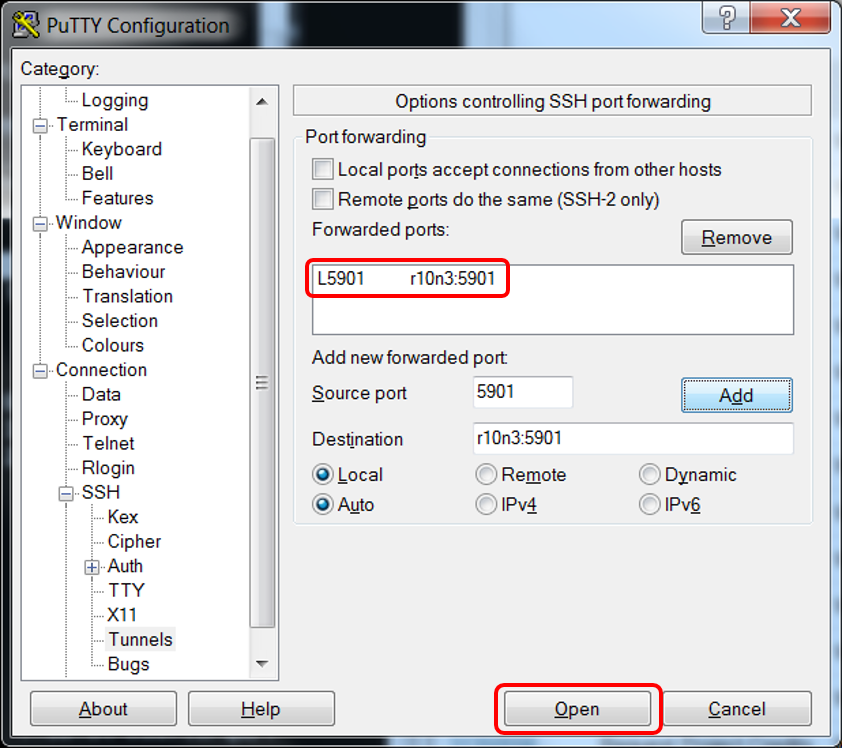 PuTTY Configuration
Category:
Logging
Terminal
Keyboard
Bell
Features
Window
Appearance
Behaviour
Translation
Selection
Colours
Connection
Data
Proxy
Telnet
Rlogin
SSH
Kex
Cipher
Auth
TTY
X11
Tunnels
Bugs
Options controlling SSH port forwarding
Port forwarding
Local ports accept connections from other hosts
Remote ports do the same (SSH-2 only)
Forwarded ports:
Remove
L5901 r10n3:5901
Add new forwarded port:
Source port 5901 Add
Destination r10n3:5901
Local Remote Dynamic
Auto IPv4 IPv6
About Help Open Cancel